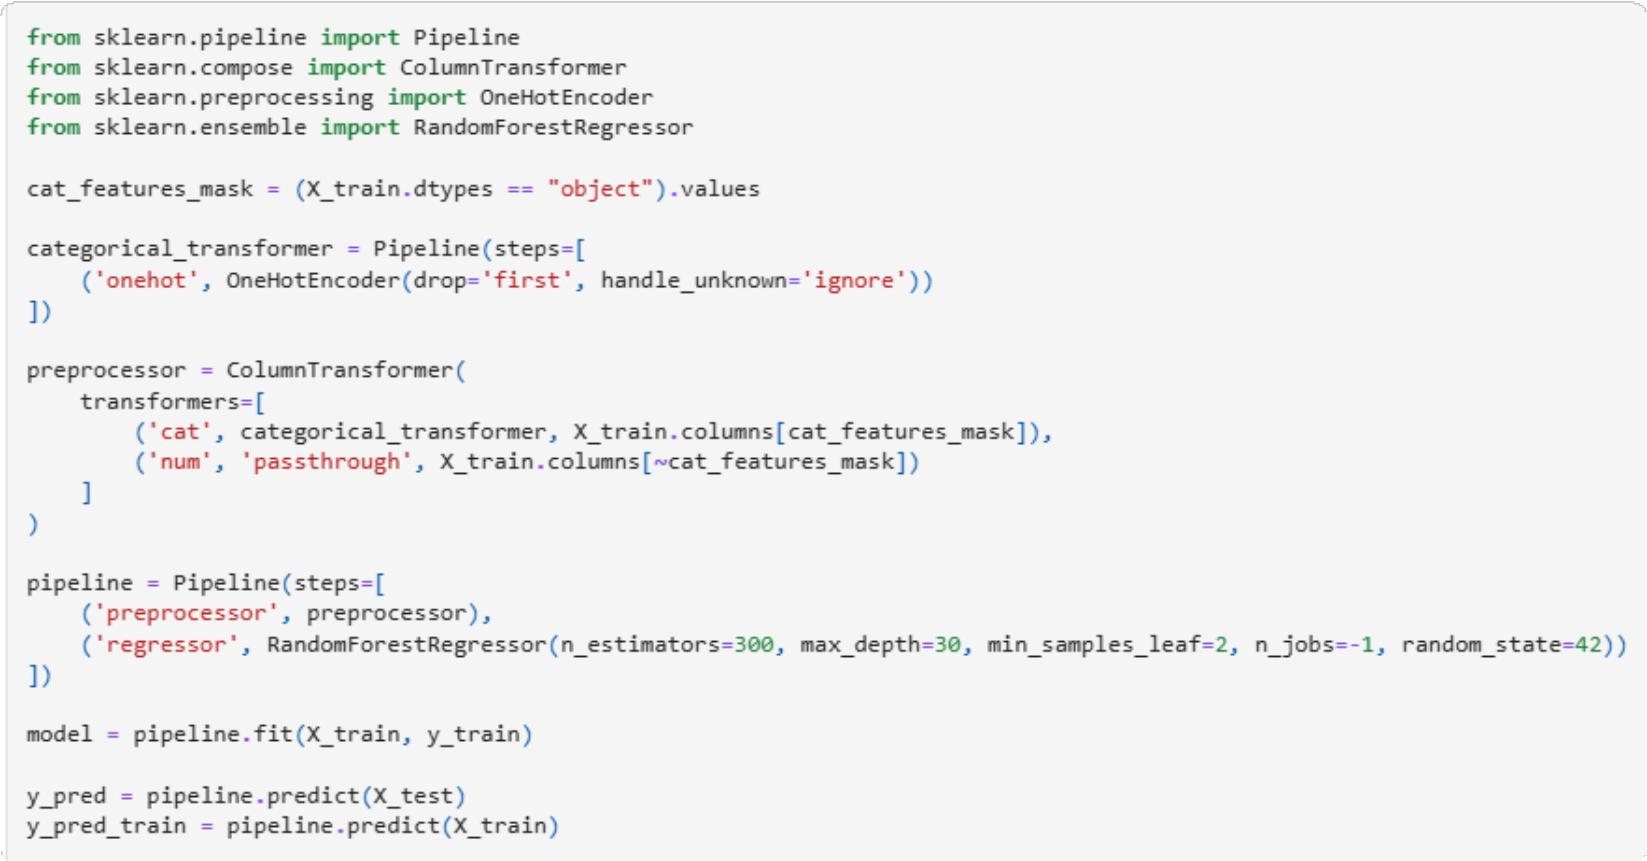 from sklearn.pipeline import Pipeline
from sklearn.compose import ColumnTransformer
from sklearn.preprocessing import OneHotEncoder
from sklearn.ensemble import RandomForestRegressor

cat_features_mask = (X_train.dtypes == "object").values

categorical_transformer = Pipeline(steps=[
    ('onehot', OneHotEncoder(drop='first', handle_unknown='ignore'))
])

preprocessor = ColumnTransformer(
    transformers=[
        ('cat', categorical_transformer, X_train.columns[cat_features_mask]),
        ('num', 'passthrough', X_train.columns[~cat_features_mask])
    ]
)

pipeline = Pipeline(steps=[
    ('preprocessor', preprocessor),
    ('regressor', RandomForestRegressor(n_estimators=300, max_depth=30, min_samples_leaf=2, n_jobs=-1, random_state=42))
])

model = pipeline.fit(X_train, y_train)

y_pred = pipeline.predict(X_test)
y_pred_train = pipeline.predict(X_train)